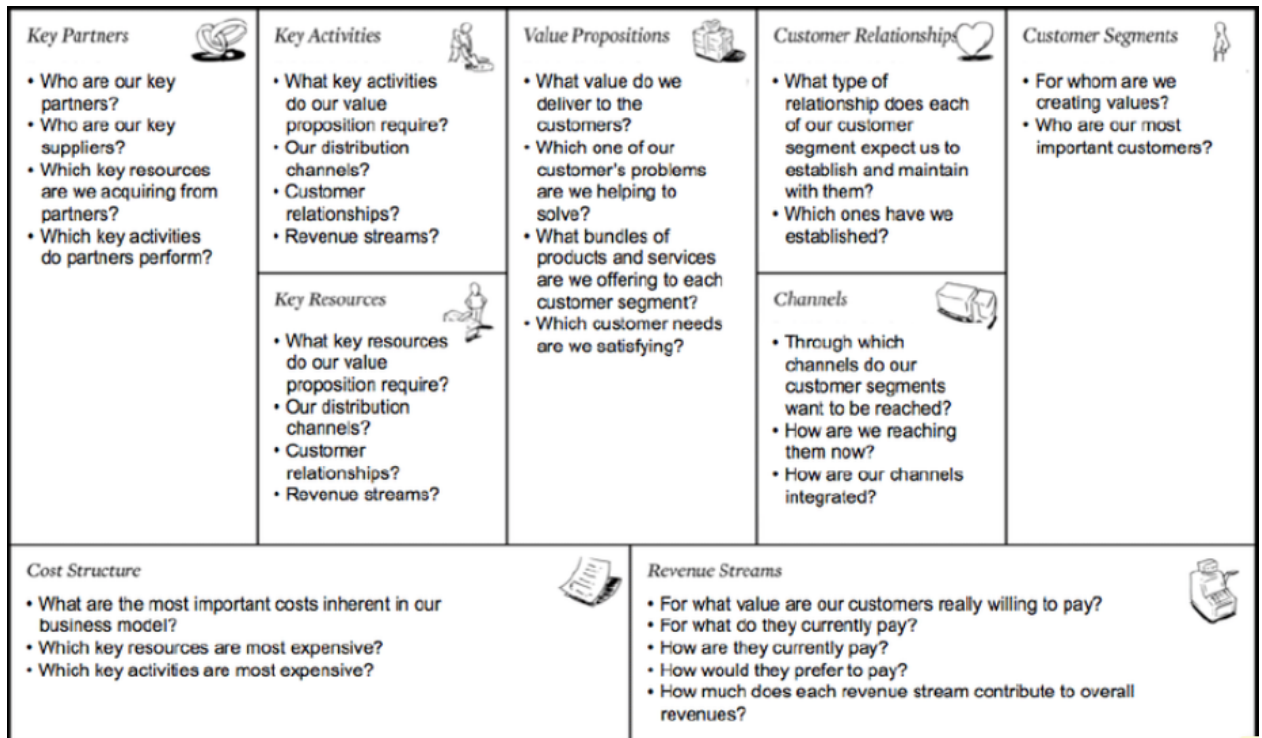 Key Partners
• Who are our key
partners?
• Who are our key
suppliers?
• Which key resources
are we acquiring from
partners?
• Which key activities
do partners perform?
Key Activities
• What key activities
do our value
proposition require?
• Our distribution
channels?
• Customer
relationships?
• Revenue streams?
Key Resources
• What key resources
do our value
proposition require?
• Our distribution
channels?
• Customer
relationships?
• Revenue streams?
Value Propositions
• What value do we
deliver to the
customers?
• Which one of our
customer's problems
are we helping to
solve?
• What bundles of
products and services
are we offering to each
customer segment?
• Which customer needs
are we satisfying?
Customer Relationships
• What type of
relationship does each
of our customer
segment expect us to
establish and maintain
with them?
• Which ones have we
established?
Channels
• Through which
channels do our
customer segments
want to be reached?
• How are we reaching
them now?
• How are our channels
integrated?
Customer Segments
• For whom are we
creating values?
• Who are our most
important customers?
Cost Structure
• What are the most important costs inherent in our
business model?
• Which key resources are most expensive?
• Which key activities are most expensive?
Revenue Streams
• For what value are our customers really willing to pay?
• For what do they currently pay?
• How are they currently pay?
• How would they prefer to pay?
• How much does each revenue stream contribute to overall
revenues?